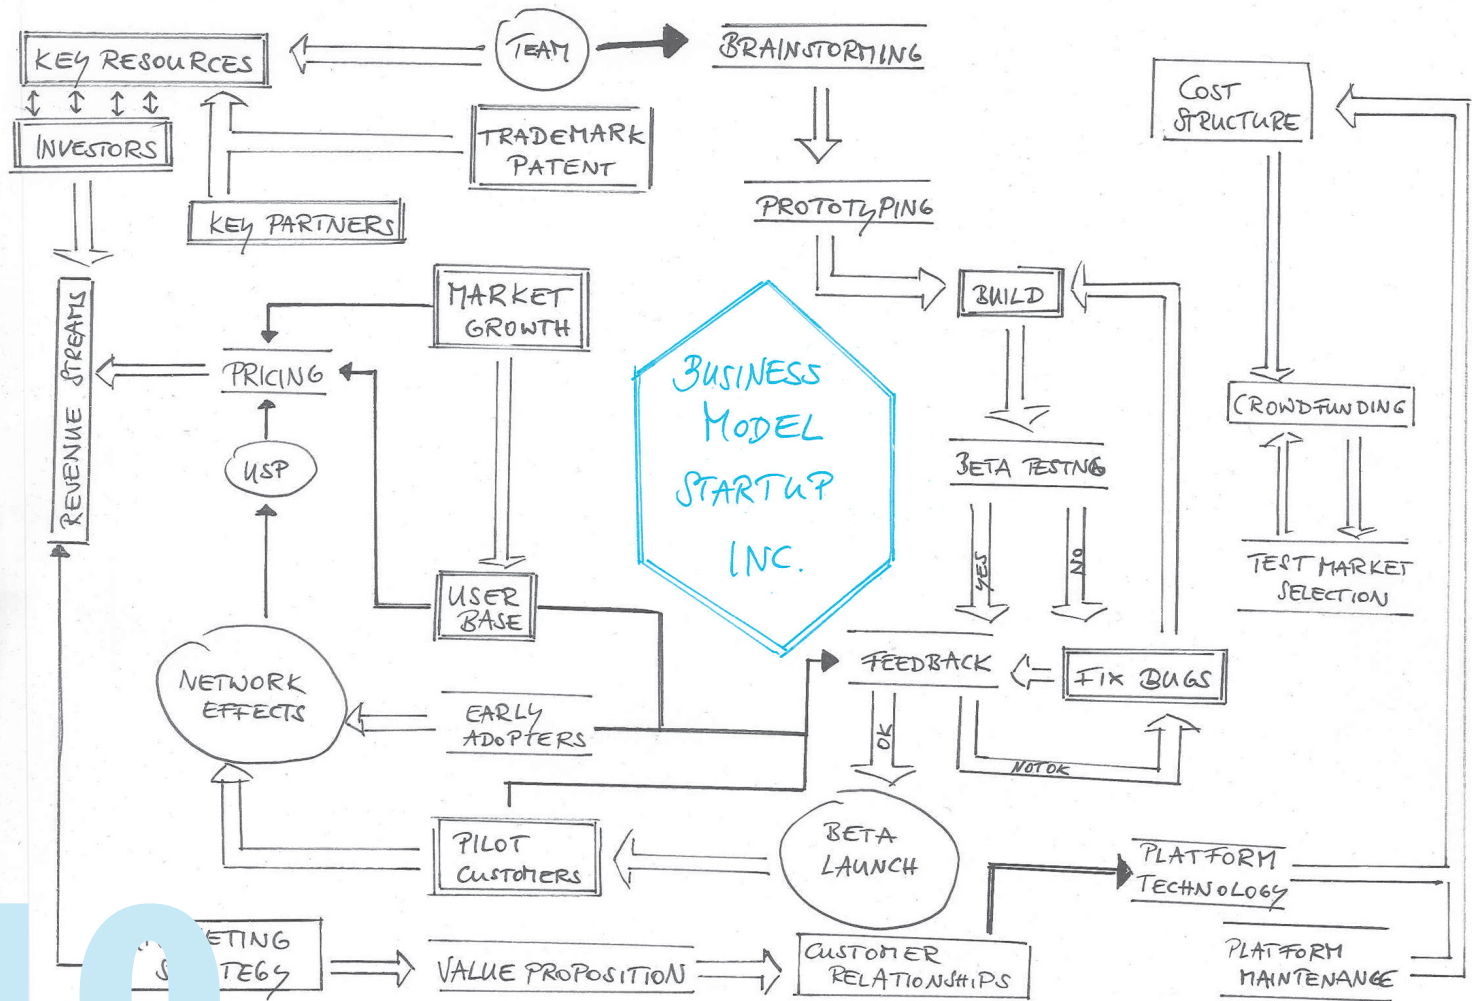 KEY RESOURCES
TEAM
BRAINSTORMING
COST
STRUCTURE
INVESTORS
TRADEMARK
PATENT
KEY PARTNERS
PROTOTYPING
MARKET
GROWTH
BUILD
REVENUE STREAMS
PRICING
BUSINESS
MODEL
STARTUP
INC.
CROWDFUNDING
USP
BETA TESTNG
YES
NO
TEST MARKET
SELECTION
USER
BASE
FEEDBACK
FIX BUGS
NETWORK
EFFECTS
EARLY
ADOPTERS
OK
NOT OK
PILOT
CUSTOMERS
BETA
LAUNCH
PLATFORM
TECHNOLOGY
VALUE PROPOSITION
CUSTOMER
RELATIONSHIPS
PLATFORM
MAINTENANCE